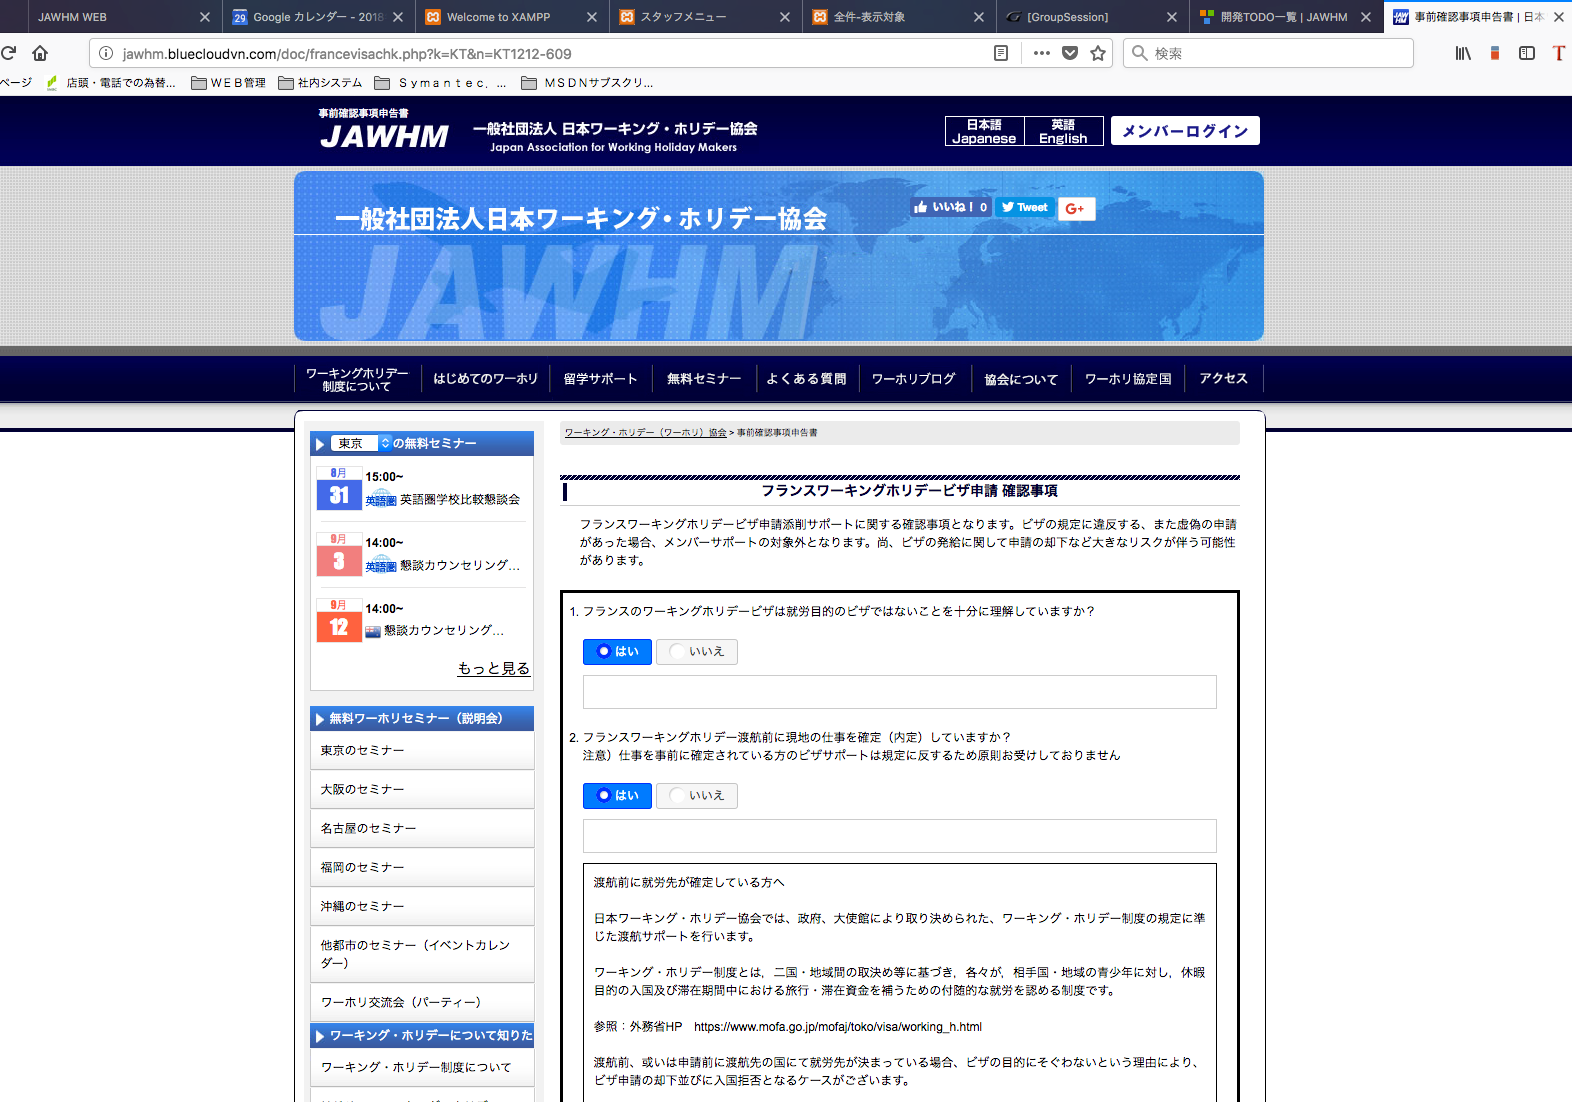 JAWHM WEB
Google カレンダー - 2018
Welcome to XAMPP
スタッフメニュー
全件-表示対象
[GroupSession]
開発TODO一覧 | JAWHM
事前確認事項申告書 | 日本
jawhm.bluecloudvn.com/doc/francevisachk.php?k=KT&n=KT1212-609
検索
ページ
店頭・電話での為替...
ＷＥＢ管理
社内システム
Ｓｙｍａｎｔｅｃ．...
ＭＳＤＮサブスクリ...
事前確認事項申告書
JAWHM
一般社団法人 日本ワーキング・ホリデー協会
Japan Association for Working Holiday Makers
日本語
Japanese
英語
English
メンバーログイン
一般社団法人日本ワーキング・ホリデー協会
いいね！ 0
Tweet
G+
JAWHM
ワーキングホリデー
制度について
はじめてのワーホリ
留学サポート
無料セミナー
よくある質問
ワーホリブログ
協会について
ワーホリ協定国
アクセス
東京 の無料セミナー
8月
31
15:00~
英語圏 英語圏学校比較懇談会
9月
3
14:00~
英語圏 懇談カウンセリング...
9月
12
14:00~
懇談カウンセリング...
もっと見る
無料ワーホリセミナー（説明会）
東京のセミナー
大阪のセミナー
名古屋のセミナー
福岡のセミナー
沖縄のセミナー
他都市のセミナー（イベントカレン
ダー）
ワーホリ交流会（パーティー）
ワーキング・ホリデーについて知りた
ワーキング・ホリデー制度について
ワーキング・ホリデー（ワーホリ）協会 > 事前確認事項申告書
フランスワーキングホリデービザ申請 確認事項
フランスワーキングホリデービザ申請添削サポートに関する確認事項となります。ビザの規定に違反する、また虚偽の申請
があった場合、メンバーサポートの対象外となります。尚、ビザの発給に関して申請の却下など大きなリスクが伴う可能性
があります。
1. フランスのワーキングホリデービザは就労目的のビザではないことを十分に理解していますか？
はい
いいえ
2. フランスワーキングホリデー渡航前に現地の仕事を確定（内定）していますか？
注意）仕事を事前に確定されている方のビザサポートは規定に反するため原則お受けしておりません
はい
いいえ
渡航前に就労先が確定している方へ
日本ワーキング・ホリデー協会では、政府、大使館により取り決められた、ワーキング・ホリデー制度の規定に準
じた渡航サポートを行います。
ワーキング・ホリデー制度とは，二国・地域間の取決め等に基づき，各々が，相手国・地域の青少年に対し，休暇
目的の入国及び滞在期間中における旅行・滞在資金を補うための付随的な就労を認める制度です。
参照：外務省HP　https://www.mofa.go.jp/mofaj/toko/visa/working_h.html
渡航前、或いは申請前に渡航先の国にて就労先が決まっている場合、ビザの目的にそぐわないという理由により、
ビザ申請の却下並びに入国拒否となるケースがございます。